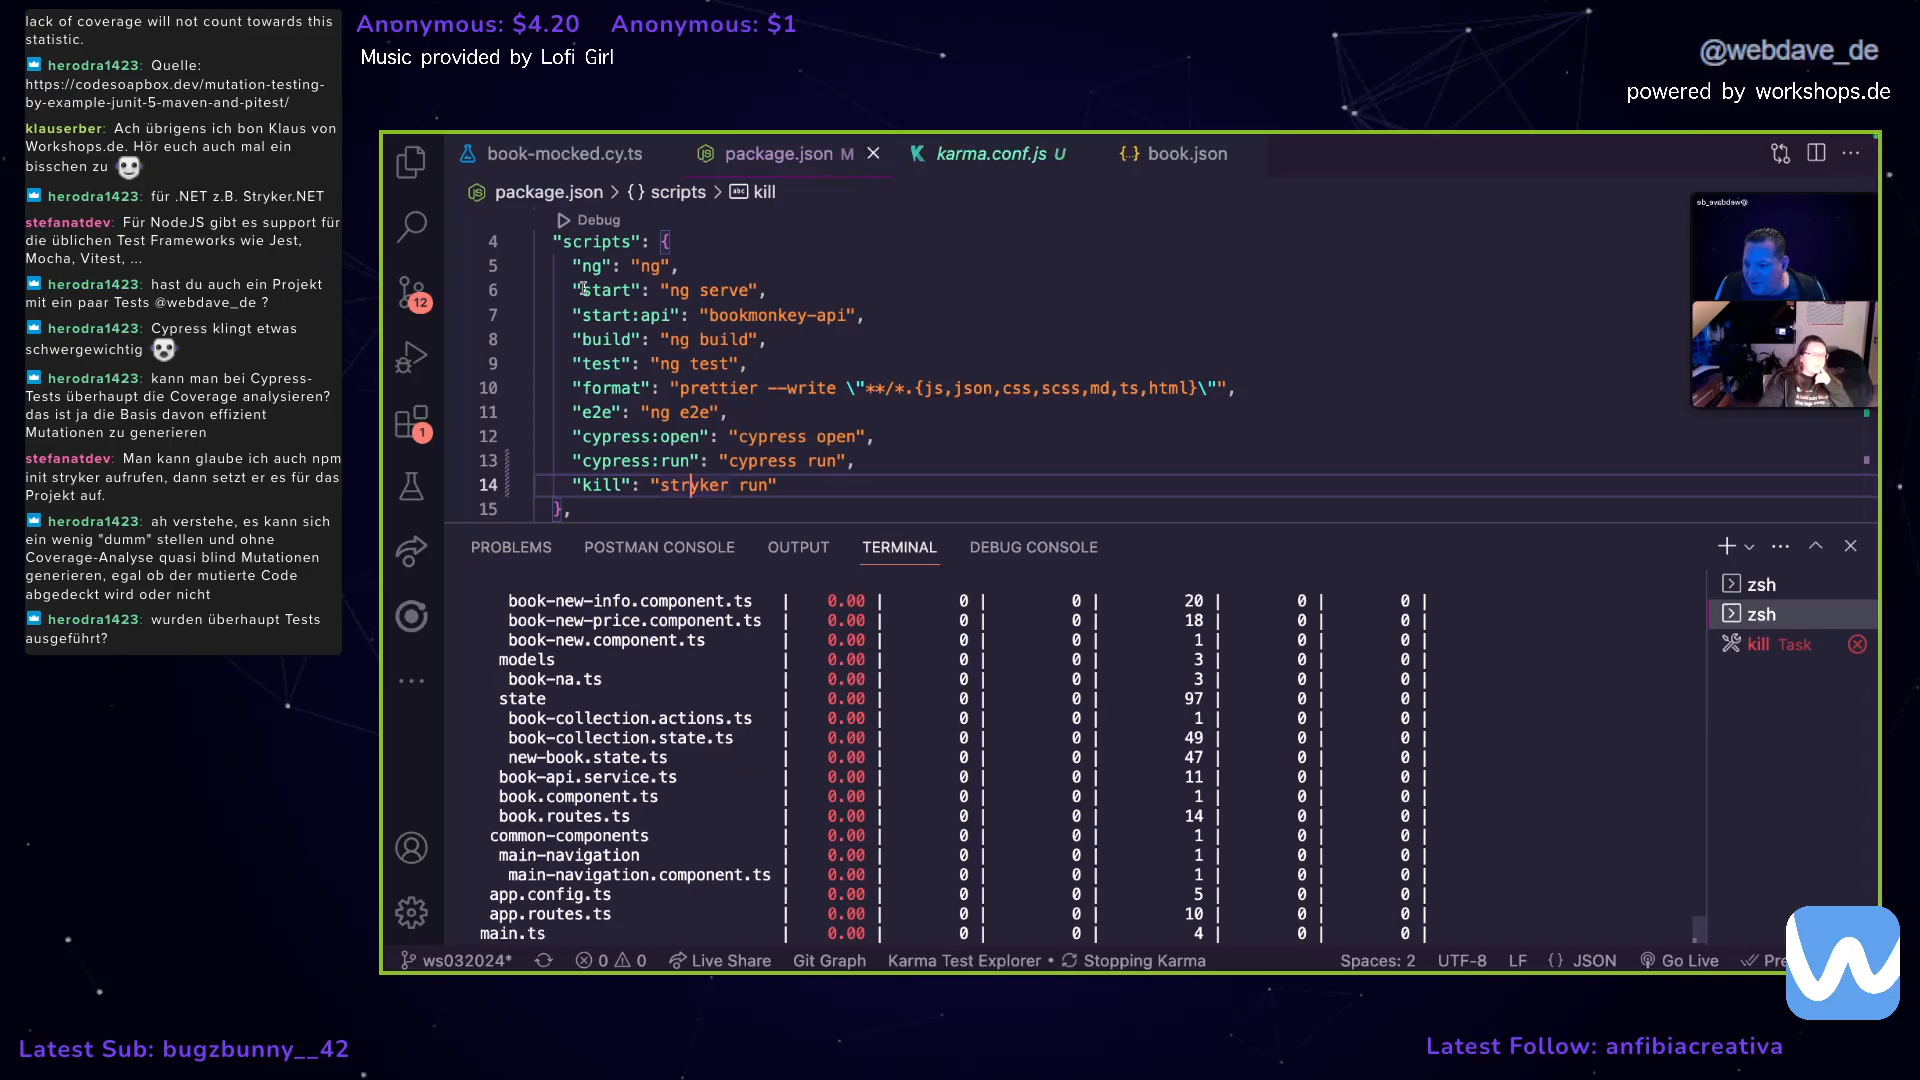 lack of coverage will not count towards this
statistic.
herodra1423: Quelle:
https://codesoapbox.dev/mutation-testing-
by-example-junit-5-maven-and-pitest/
klauserber: Ach übrigens ich bon Klaus von
Workshops.de. Hör euch auch mal ein
bisschen zu
herodra1423: für .NET z.B. Stryker.NET
stefanatdev: Für NodeJS gibt es support für
die üblichen Test Frameworks wie Jest,
Mocha, Vitest, ...
herodra1423: hast du auch ein Projekt
mit ein paar Tests @webdave_de ?
herodra1423: Cypress klingt etwas
schwergewichtig
herodra1423: kann man bei Cypress-
Tests überhaupt die Coverage analysieren?
das ist ja die Basis davon effizient
Mutationen zu generieren
stefanatdev: Man kann glaube ich auch npm
init stryker aufrufen, dann setzt er es für das
Projekt auf.
herodra1423: ah verstehe, es kann sich
ein wenig "dumm" stellen und ohne
Coverage-Analyse quasi blind Mutationen
generieren, egal ob der mutierte Code
abgedeckt wird oder nicht
herodra1423: wurden überhaupt Tests
ausgeführt?
Anonymous: $4.20 Anonymous: $1
Music provided by Lofi Girl
@webdave_de
powered by workshops.de
book-mocked.cy.ts package.json M karma.conf.js U {..} book.json
package.json > {} scripts > abc kill
Debug
4 "scripts": {
5 "ng": "ng",
6 "start": "ng serve",
7 "start:api": "bookmonkey-api",
8 "build": "ng build",
9 "test": "ng test",
10 "format": "prettier --write \"**/*.{js,json,css,scss,md,ts,html}\"",
11 "e2e": "ng e2e",
12 "cypress:open": "cypress open",
13 "cypress:run": "cypress run",
14 "kill": "stryker run"
15 },
12
1
@webdave_de
PROBLEMS POSTMAN CONSOLE OUTPUT TERMINAL DEBUG CONSOLE
book-new-info.component.ts | 0.00 | 0 | 0 | 20 | 0 | 0 |
book-new-price.component.ts | 0.00 | 0 | 0 | 18 | 0 | 0 |
book-new.component.ts | 0.00 | 0 | 0 | 1 | 0 | 0 |
models | 0.00 | 0 | 0 | 3 | 0 | 0 |
book-na.ts | 0.00 | 0 | 0 | 3 | 0 | 0 |
state | 0.00 | 0 | 0 | 97 | 0 | 0 |
book-collection.actions.ts | 0.00 | 0 | 0 | 1 | 0 | 0 |
book-collection.state.ts | 0.00 | 0 | 0 | 49 | 0 | 0 |
new-book.state.ts | 0.00 | 0 | 0 | 47 | 0 | 0 |
book-api.service.ts | 0.00 | 0 | 0 | 11 | 0 | 0 |
book.component.ts | 0.00 | 0 | 0 | 1 | 0 | 0 |
book.routes.ts | 0.00 | 0 | 0 | 14 | 0 | 0 |
common-components | 0.00 | 0 | 0 | 1 | 0 | 0 |
main-navigation | 0.00 | 0 | 0 | 1 | 0 | 0 |
main-navigation.component.ts | 0.00 | 0 | 0 | 1 | 0 | 0 |
app.config.ts | 0.00 | 0 | 0 | 5 | 0 | 0 |
app.routes.ts | 0.00 | 0 | 0 | 10 | 0 | 0 |
main.ts | 0.00 | 0 | 0 | 4 | 0 | 0 |
zsh
zsh
kill Task
ws032024* 0 0 Live Share Git Graph Karma Test Explorer • Stopping Karma Spaces: 2 UTF-8 LF {} JSON Go Live
Latest Sub: bugzbunny__42
Latest Follow: anfibiacreativa